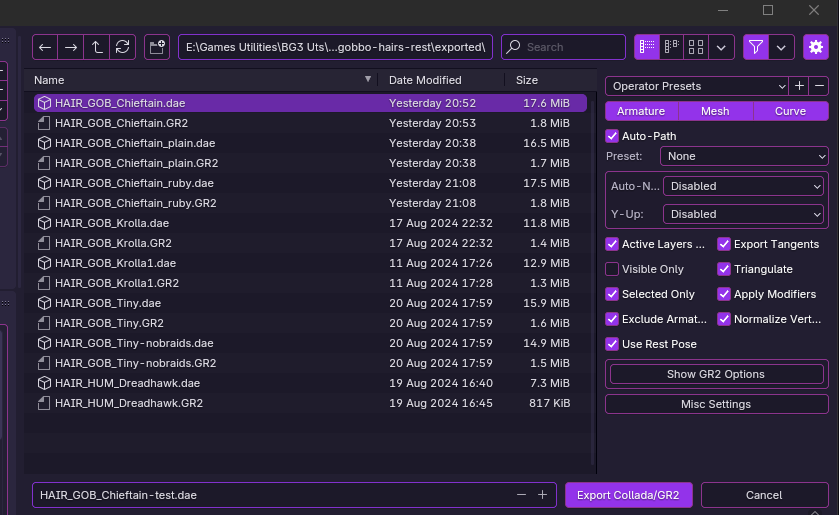 E:\Games Utilities\BG3 Uts\...gobbo-hairs-rest\exported\
Search
Name Date Modified Size
HAIR_GOB_Chieftain.dae Yesterday 20:52 17.6 MiB
HAIR_GOB_Chieftain.GR2 Yesterday 20:53 1.8 MiB
HAIR_GOB_Chieftain_plain.dae Yesterday 20:38 16.5 MiB
HAIR_GOB_Chieftain_plain.GR2 Yesterday 20:38 1.7 MiB
HAIR_GOB_Chieftain_ruby.dae Yesterday 21:08 17.5 MiB
HAIR_GOB_Chieftain_ruby.GR2 Yesterday 21:08 1.8 MiB
HAIR_GOB_Krolla.dae 17 Aug 2024 22:32 11.8 MiB
HAIR_GOB_Krolla.GR2 17 Aug 2024 22:32 1.4 MiB
HAIR_GOB_Krolla1.dae 11 Aug 2024 17:26 12.9 MiB
HAIR_GOB_Krolla1.GR2 11 Aug 2024 17:28 1.3 MiB
HAIR_GOB_Tiny.dae 20 Aug 2024 17:59 15.9 MiB
HAIR_GOB_Tiny.GR2 20 Aug 2024 17:59 1.6 MiB
HAIR_GOB_Tiny-nobraids.dae 20 Aug 2024 17:59 14.9 MiB
HAIR_GOB_Tiny-nobraids.GR2 20 Aug 2024 17:59 1.5 MiB
HAIR_HUM_Dreadhawk.dae 19 Aug 2024 16:40 7.3 MiB
HAIR_HUM_Dreadhawk.GR2 19 Aug 2024 16:45 817 KiB
Operator Presets
Armature Mesh Curve
Auto-Path
Preset: None
Auto-N... Disabled
Y-Up: Disabled
Active Layers ... Export Tangents
Visible Only Triangulate
Selected Only Apply Modifiers
Exclude Armat... Normalize Vert...
Use Rest Pose
Show GR2 Options
Misc Settings
HAIR_GOB_Chieftain-test.dae
Export Collada/GR2 Cancel